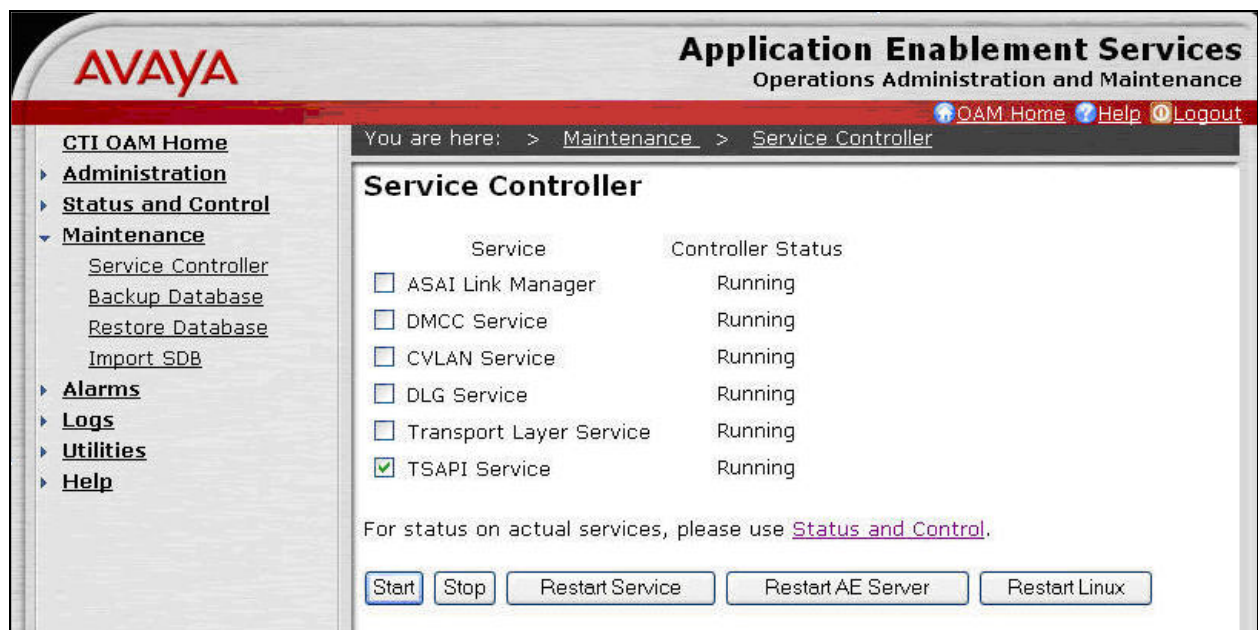 AVAYA
Application Enablement Services
Operations Administration and Maintenance
OAM Home Help Logout
CTI OAM Home
Administration
Status and Control
Maintenance
Service Controller
Backup Database
Restore Database
Import SDB
Alarms
Logs
Utilities
Help
You are here: > Maintenance > Service Controller
Service Controller
Service Controller Status
ASAI Link Manager Running
DMCC Service Running
CVLAN Service Running
DLG Service Running
Transport Layer Service Running
TSAPI Service Running
For status on actual services, please use Status and Control.
Start Stop Restart Service Restart AE Server Restart Linux